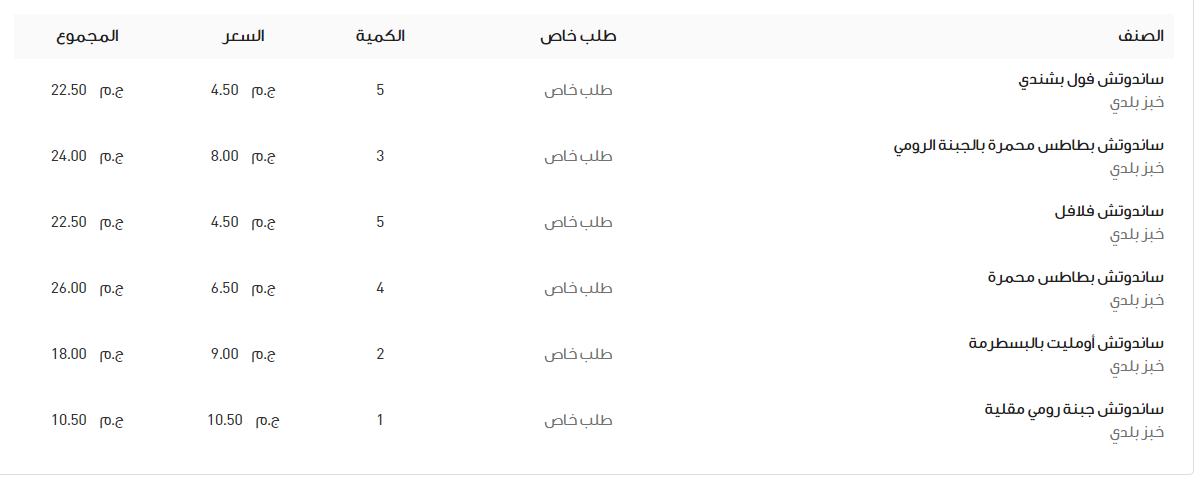 الصنف طلب خاص الكمية السعر المجموع
ساندوتش فول بشندي
خبز بلدي
طلب خاص 5 ج.م 4.50 ج.م 22.50
ساندوتش بطاطس محمرة بالجبنة الرومي
خبز بلدي
طلب خاص 3 ج.م 8.00 ج.م 24.00
ساندوتش فلافل
خبز بلدي
طلب خاص 5 ج.م 4.50 ج.م 22.50
ساندوتش بطاطس محمرة
خبز بلدي
طلب خاص 4 ج.م 6.50 ج.م 26.00
ساندوتش أومليت بالبسطرمة
خبز بلدي
طلب خاص 2 ج.م 9.00 ج.م 18.00
ساندوتش جبنة رومي مقلية
خبز بلدي
طلب خاص 1 ج.م 10.50 ج.م 10.50